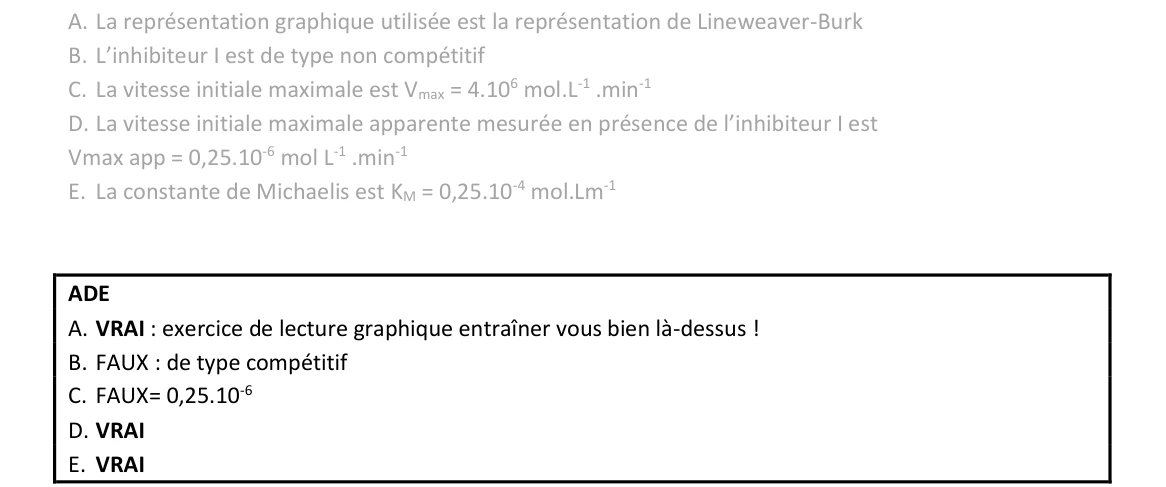 A. La représentation graphique utilisée est la représentation de Lineweaver-Burk
B. L’inhibiteur I est de type non compétitif
C. La vitesse initiale maximale est Vmax = 4.10⁶ mol.L⁻¹ .min⁻¹
D. La vitesse initiale maximale apparente mesurée en présence de l’inhibiteur I est
Vmax app = 0,25.10⁻⁶ mol L⁻¹ .min⁻¹
E. La constante de Michaelis est KM = 0,25.10⁻⁴ mol.Lm⁻¹
ADE
A. VRAI : exercice de lecture graphique entraîner vous bien là-dessus !
B. FAUX : de type compétitif
C. FAUX= 0,25.10⁻⁶
D. VRAI
E. VRAI